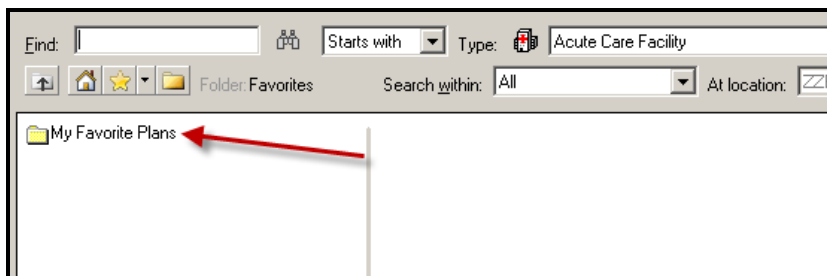 Find: Starts with Type: Acute Care Facility
Folder: Favorites Search within: All At location:
My Favorite Plans